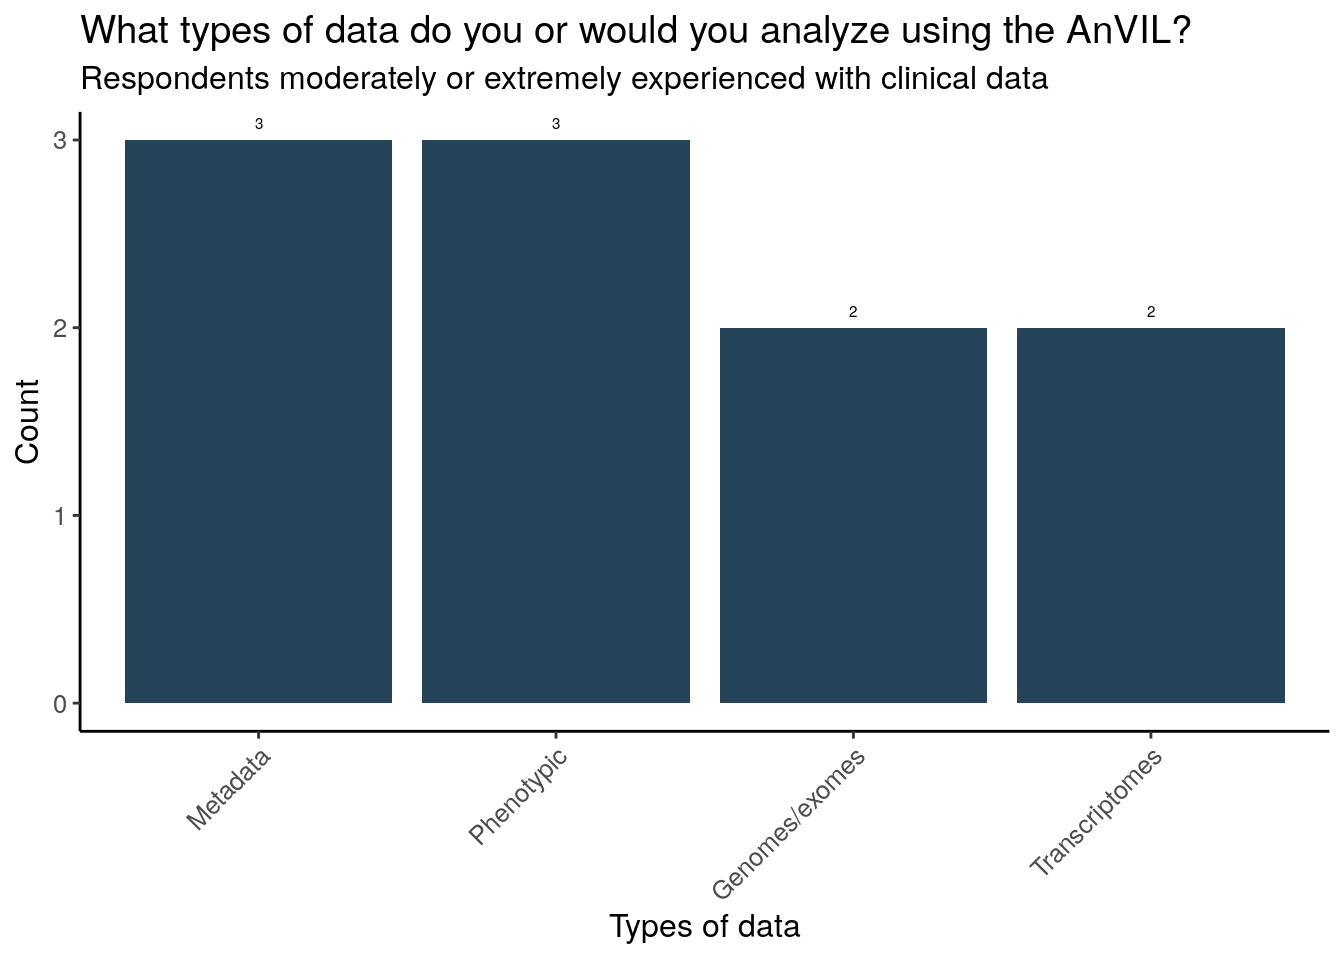 What types of data do you or would you analyze using the AnVIL?
Respondents moderately or extremely experienced with clinical data
3
3
2
2
3
2
1
0
Count
Metadata
Phenotypic
Genomes/exomes
Transcriptomes
Types of data